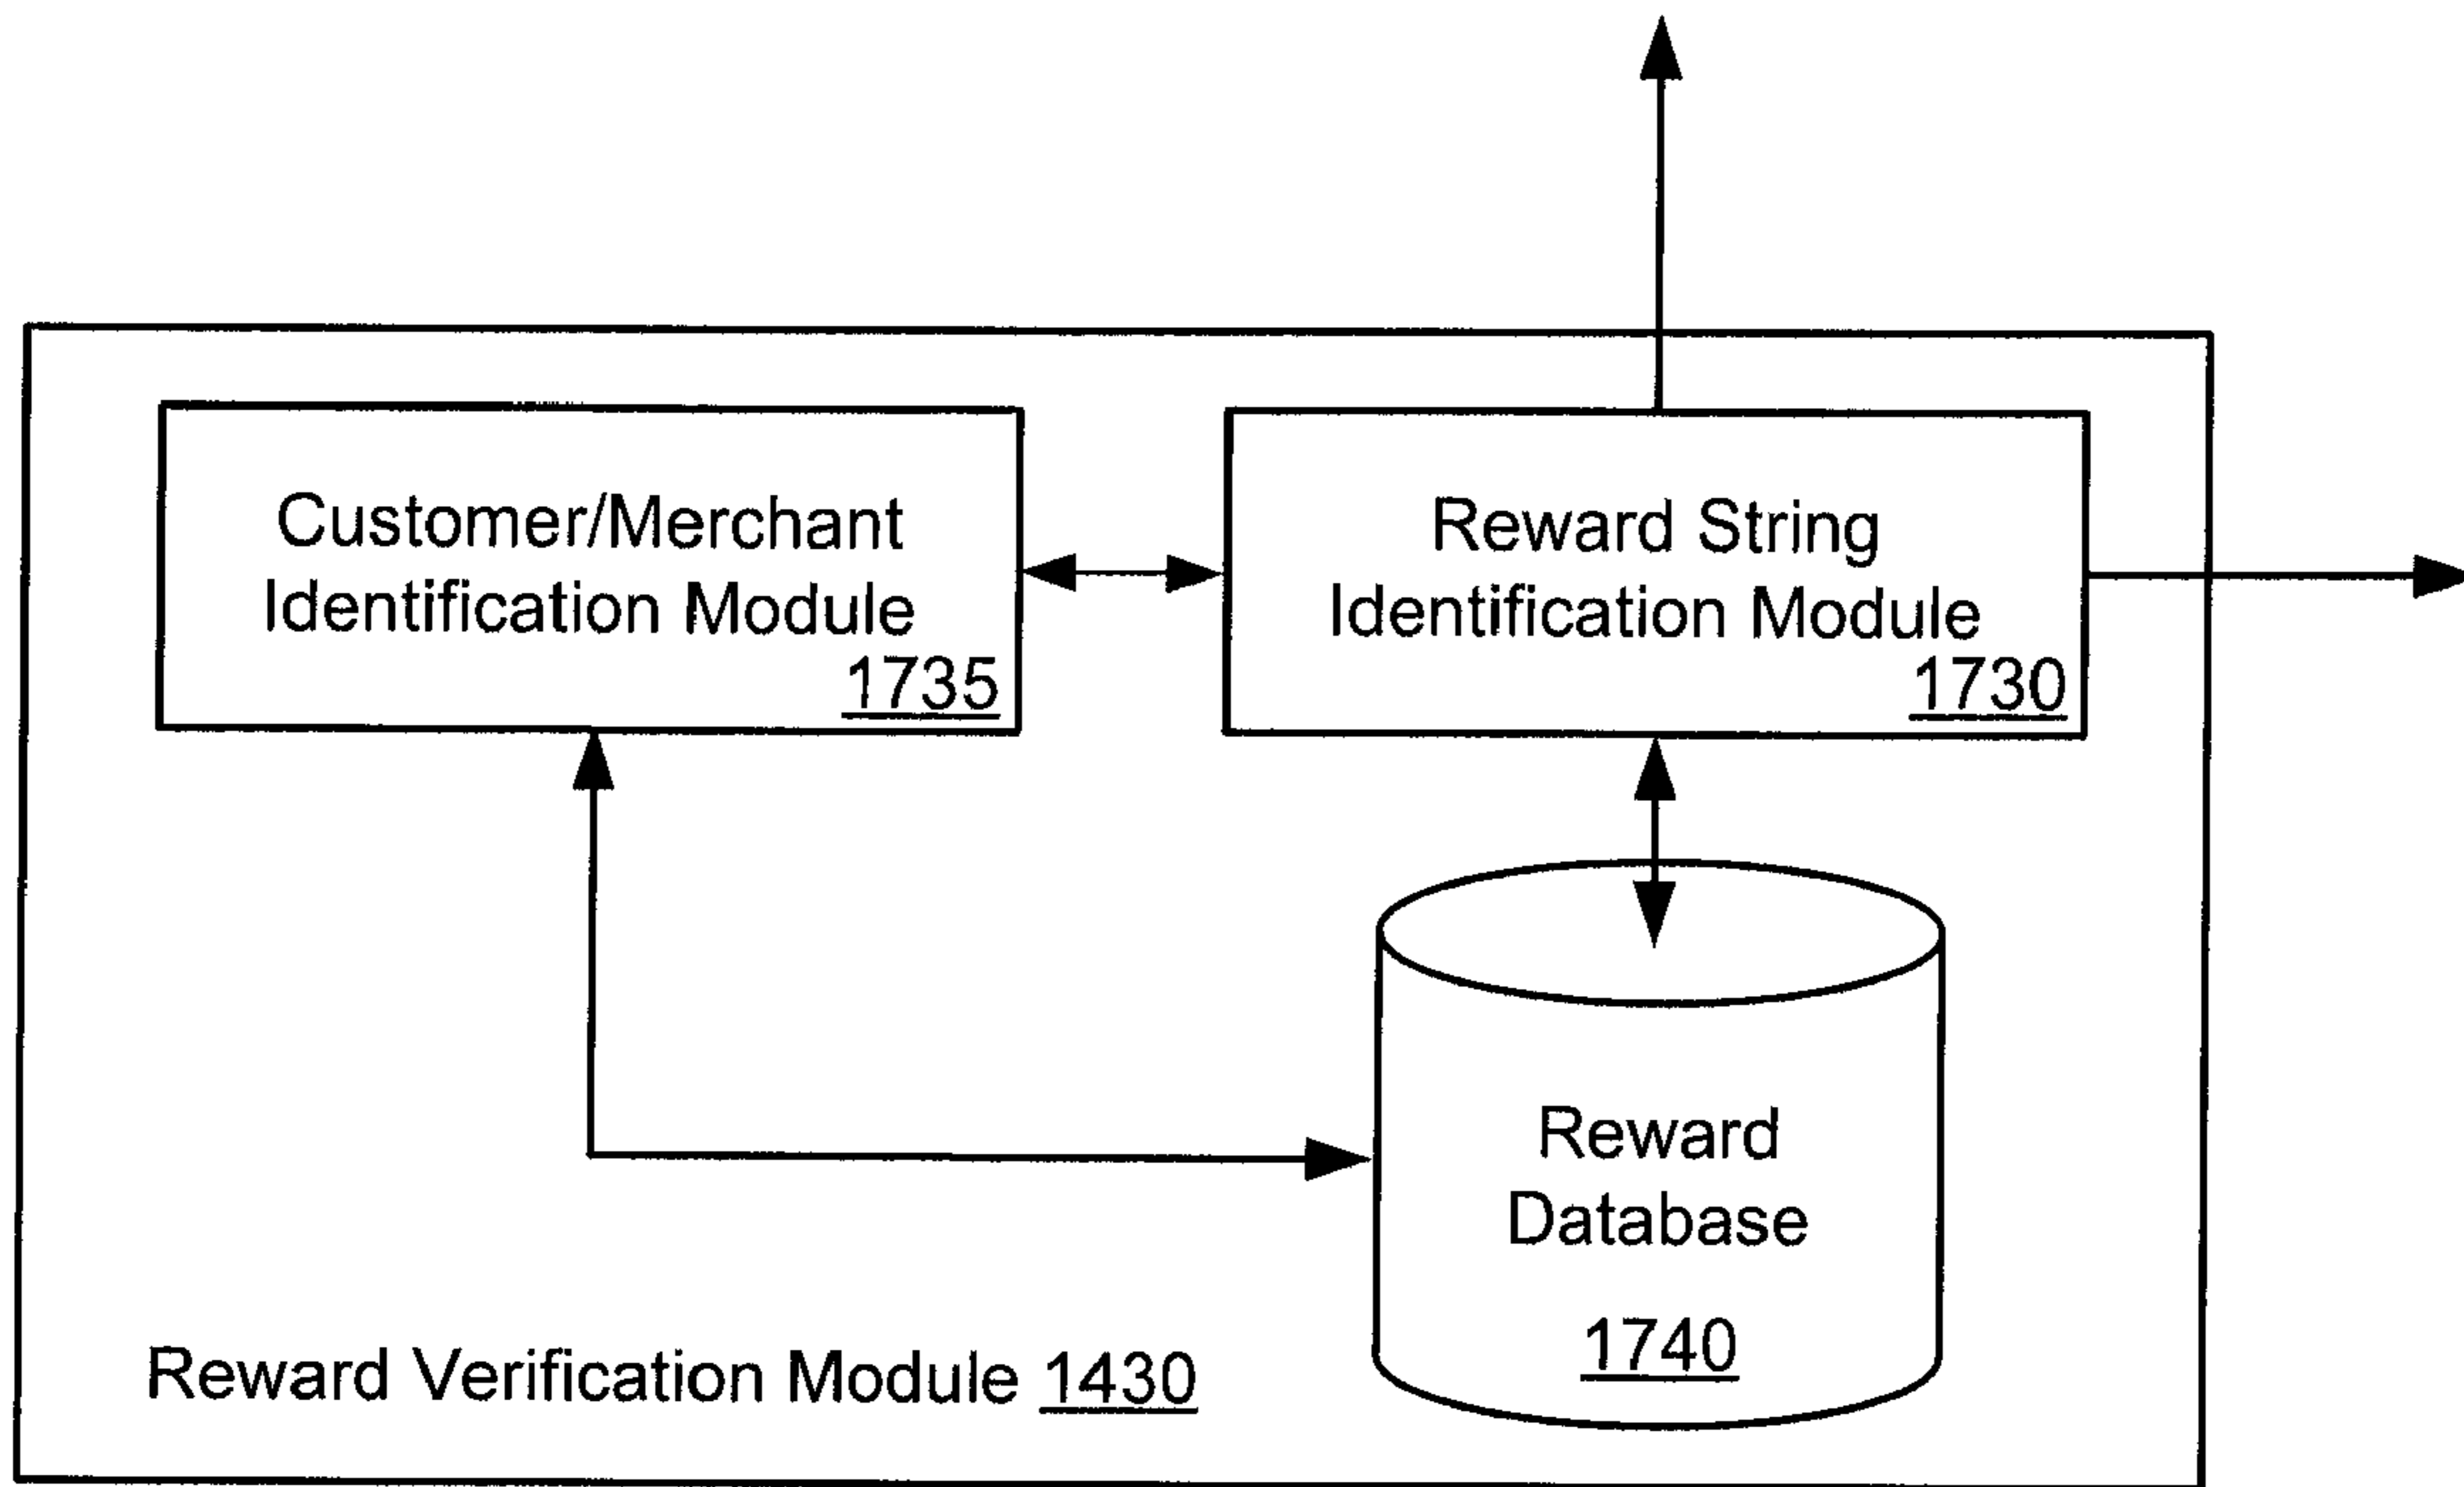 Customer/Merchant
Identification Module
1735
Reward String
Identification Module
1730
Reward
Database
1740
Reward Verification Module 1430